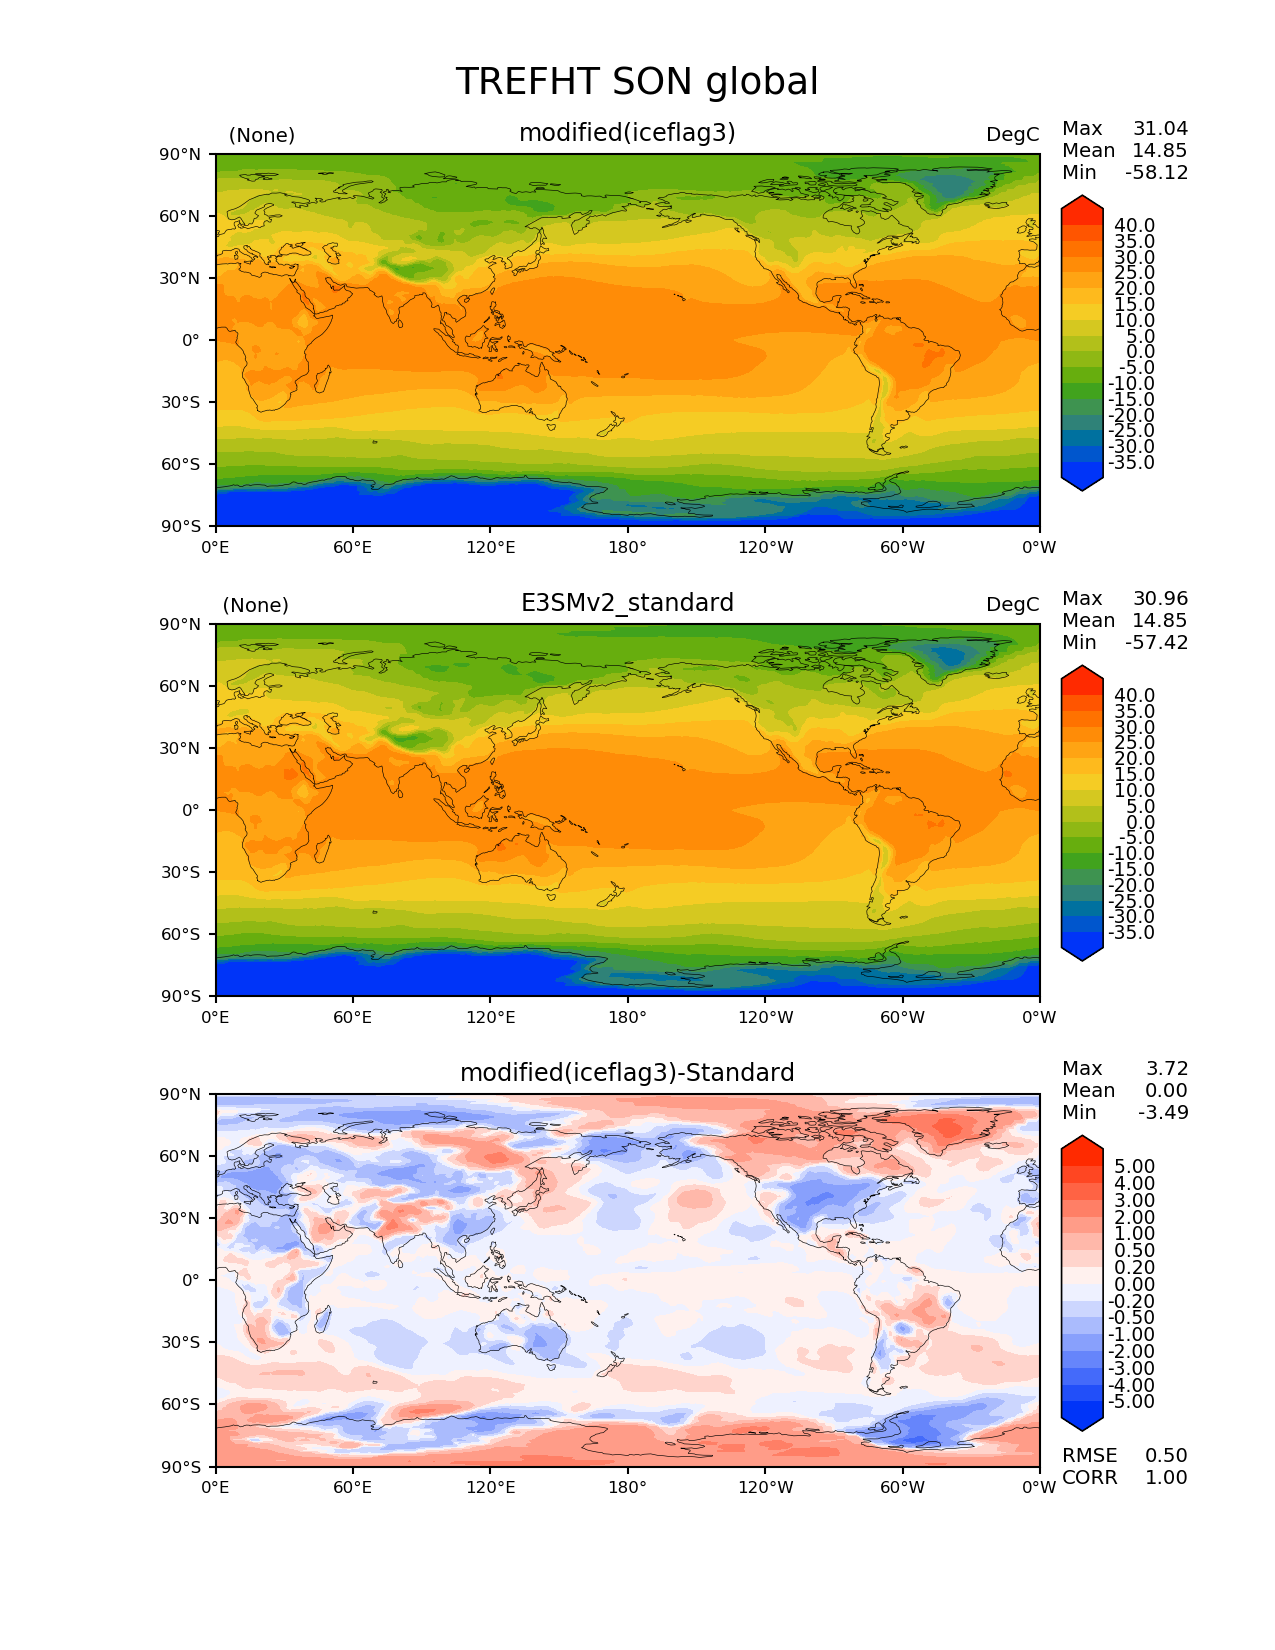 TREFHT SON global
(None) modified(iceflag3) DegC
Max 31.04
Mean 14.85
Min -58.12
90°N
60°N
30°N
0°
30°S
60°S
90°S
0°E 60°E 120°E 180° 120°W 60°W 0°W
40.0
35.0
30.0
25.0
20.0
15.0
10.0
5.0
0.0
-5.0
-10.0
-15.0
-20.0
-25.0
-30.0
-35.0
(None) E3SMv2_standard DegC
Max 30.96
Mean 14.85
Min -57.42
90°N
60°N
30°N
0°
30°S
60°S
90°S
0°E 60°E 120°E 180° 120°W 60°W 0°W
40.0
35.0
30.0
25.0
20.0
15.0
10.0
5.0
0.0
-5.0
-10.0
-15.0
-20.0
-25.0
-30.0
-35.0
modified(iceflag3)-Standard
Max 3.72
Mean 0.00
Min -3.49
90°N
60°N
30°N
0°
30°S
60°S
90°S
0°E 60°E 120°E 180° 120°W 60°W 0°W
5.00
4.00
3.00
2.00
1.00
0.50
0.20
0.00
-0.20
-0.50
-1.00
-2.00
-3.00
-4.00
-5.00
RMSE 0.50
CORR 1.00